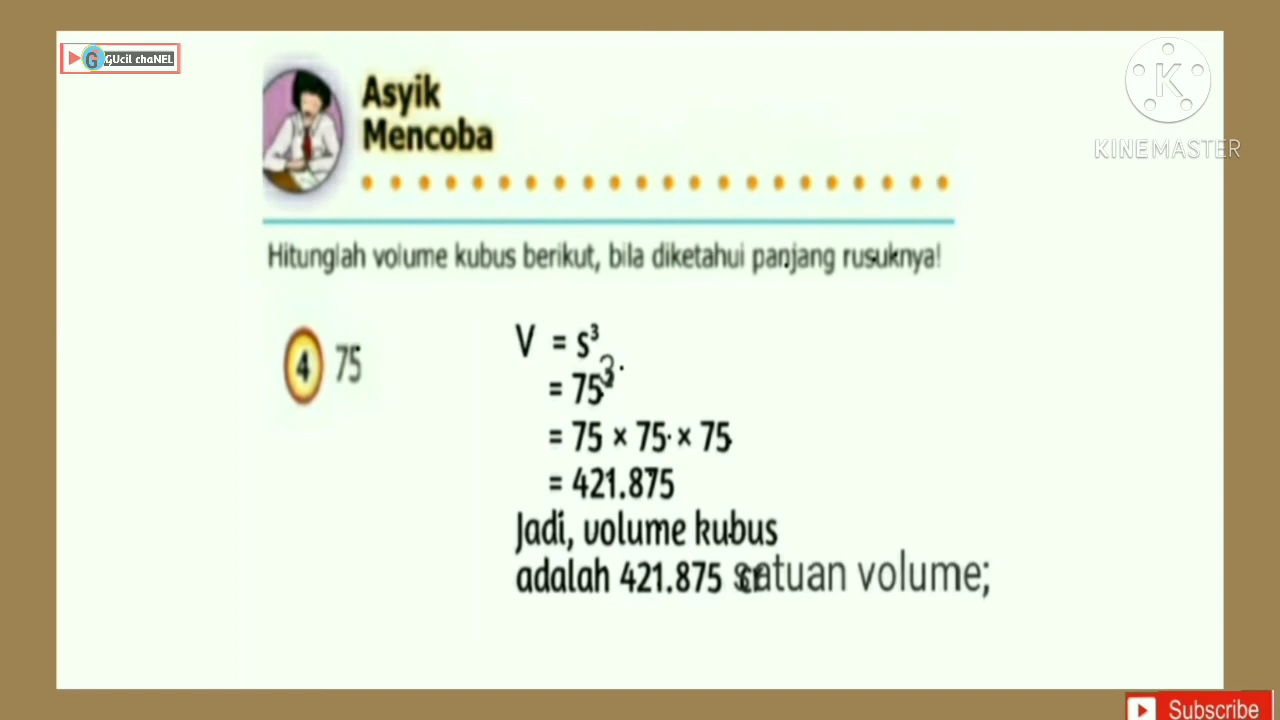 GUcil chaNEL
KINEMASTER
Asyik
Mencoba
Hitunglah volume kubus berikut, bila diketahui panjang rusuknya!
4 75
V = s³
= 75³
= 75 × 75 × 75
= 421.875
Jadi, volume kubus
adalah 421.875 satuan volume;
Subscribe